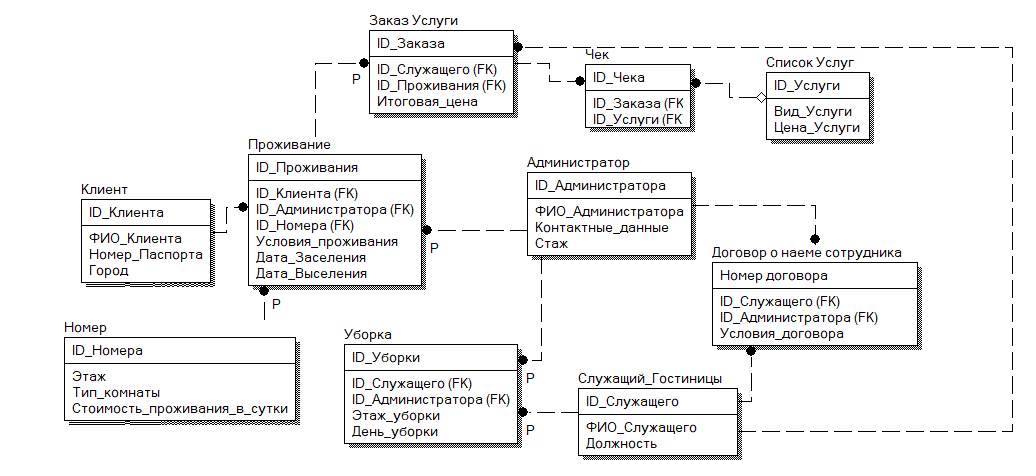 Заказ Услуги
ID_Заказа
ID_Служащего (FK)
ID_Проживания (FK)
Итоговая_цена
P
Чек
ID_Чека
ID_Заказа (FK
ID_Услуги (FK
Список Услуг
ID_Услуги
Вид_Услуги
Цена_Услуги
Проживание
ID_Проживания
ID_Клиента (FK)
ID_Администратора (FK)
ID_Номера (FK)
Условия_проживания
Дата_Заселения
Дата_Выселения
P
P
Клиент
ID_Клиента
ФИО_Клиента
Номер_Паспорта
Город
Администратор
ID_Администратора
ФИО_Администратора
Контактные_данные
Стаж
Договор о наеме сотрудника
Номер договора
ID_Служащего (FK)
ID_Администратора (FK)
Условия_договора
Номер
ID_Номера
Этаж
Тип_комнаты
Стоимость_проживания_в_сутки
Уборка
ID_Уборки
ID_Служащего (FK)
ID_Администратора (FK)
Этаж_уборки
День_уборки
P
P
Служащий_Гостиницы
ID_Служащего
ФИО_Служащего
Должность